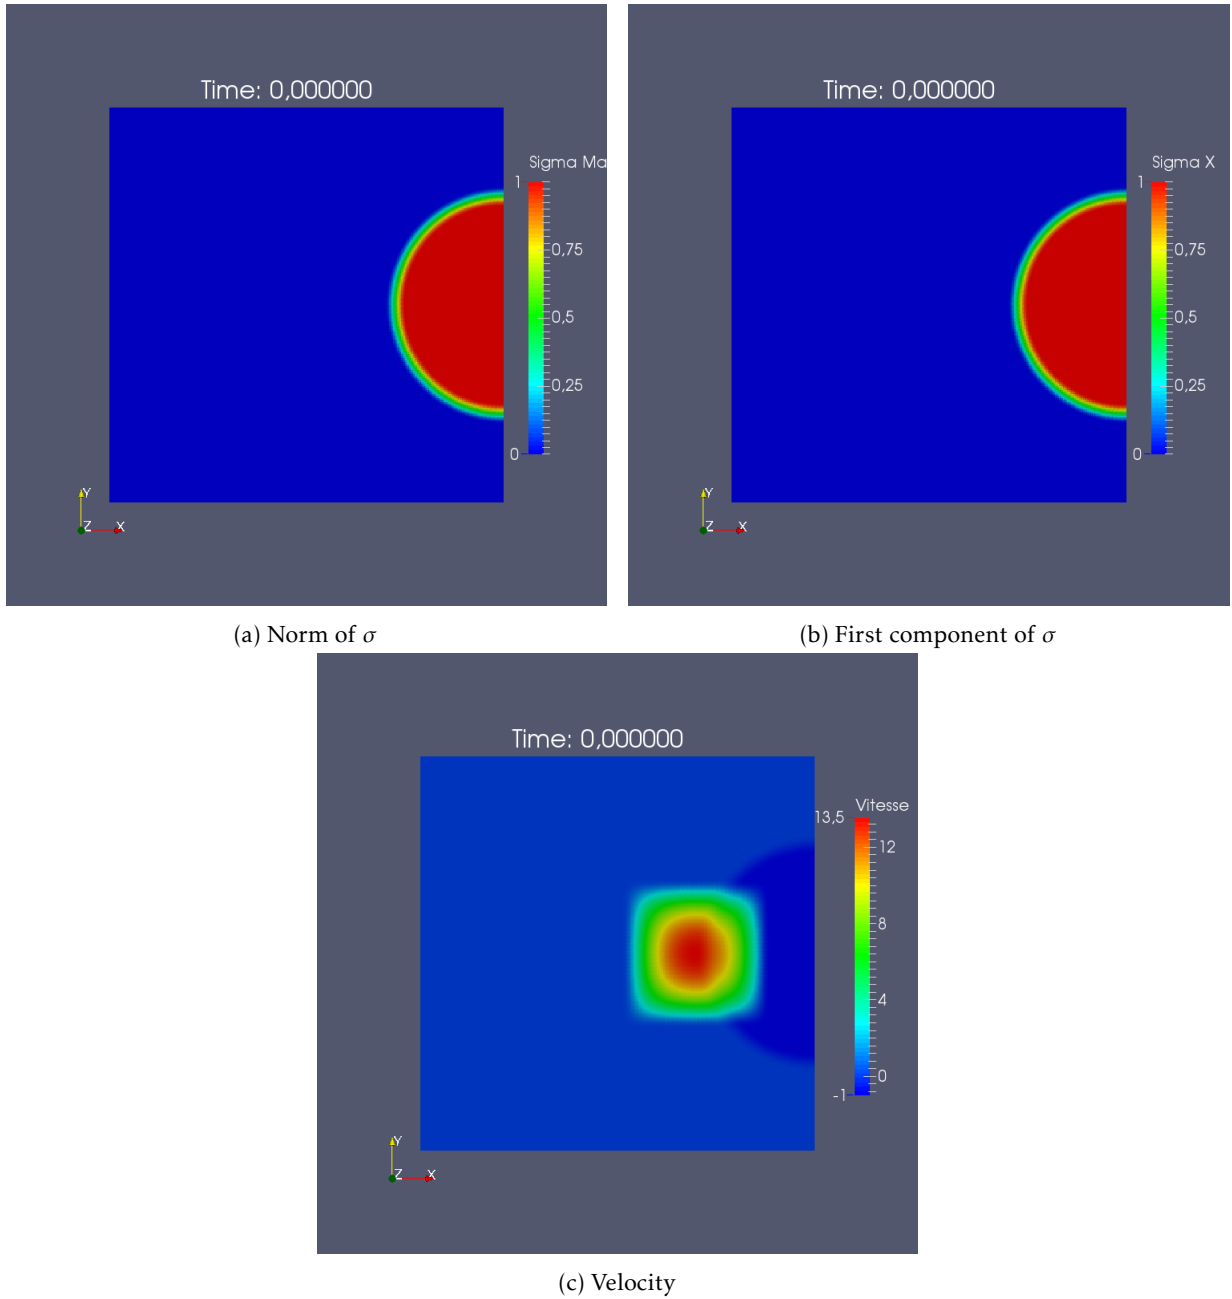 Time: 0,000000
Sigma Ma
1
0,75
0,5
0,25
0
Y
Z X
(a) Norm of σ
Time: 0,000000
Sigma X
1
0,75
0,5
0,25
0
Y
Z X
(b) First component of σ
Time: 0,000000
Vitesse
13,5
12
8
4
0
-1
Y
Z X
(c) Velocity